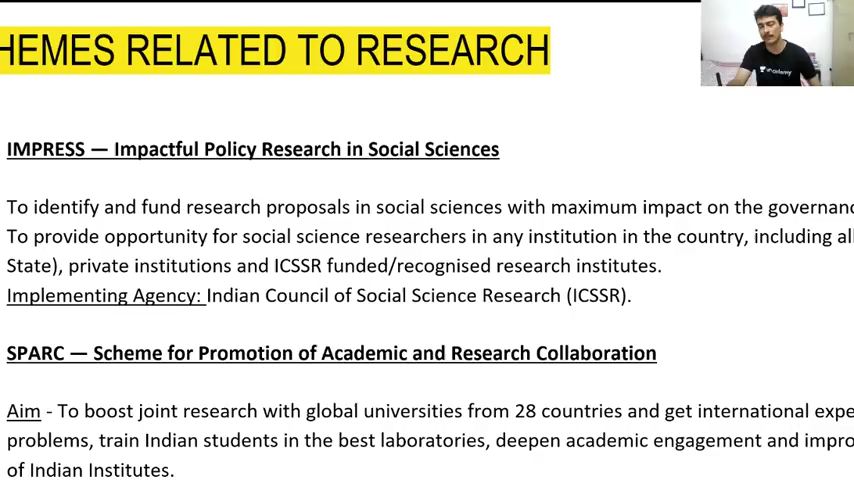 HEMES RELATED TO RESEARCH
unacademy
IMPRESS — Impactful Policy Research in Social Sciences
To identify and fund research proposals in social sciences with maximum impact on the governanc
To provide opportunity for social science researchers in any institution in the country, including all
State), private institutions and ICSSR funded/recognised research institutes.
Implementing Agency: Indian Council of Social Science Research (ICSSR).
SPARC — Scheme for Promotion of Academic and Research Collaboration
Aim - To boost joint research with global universities from 28 countries and get international expe
problems, train Indian students in the best laboratories, deepen academic engagement and impro
of Indian Institutes.